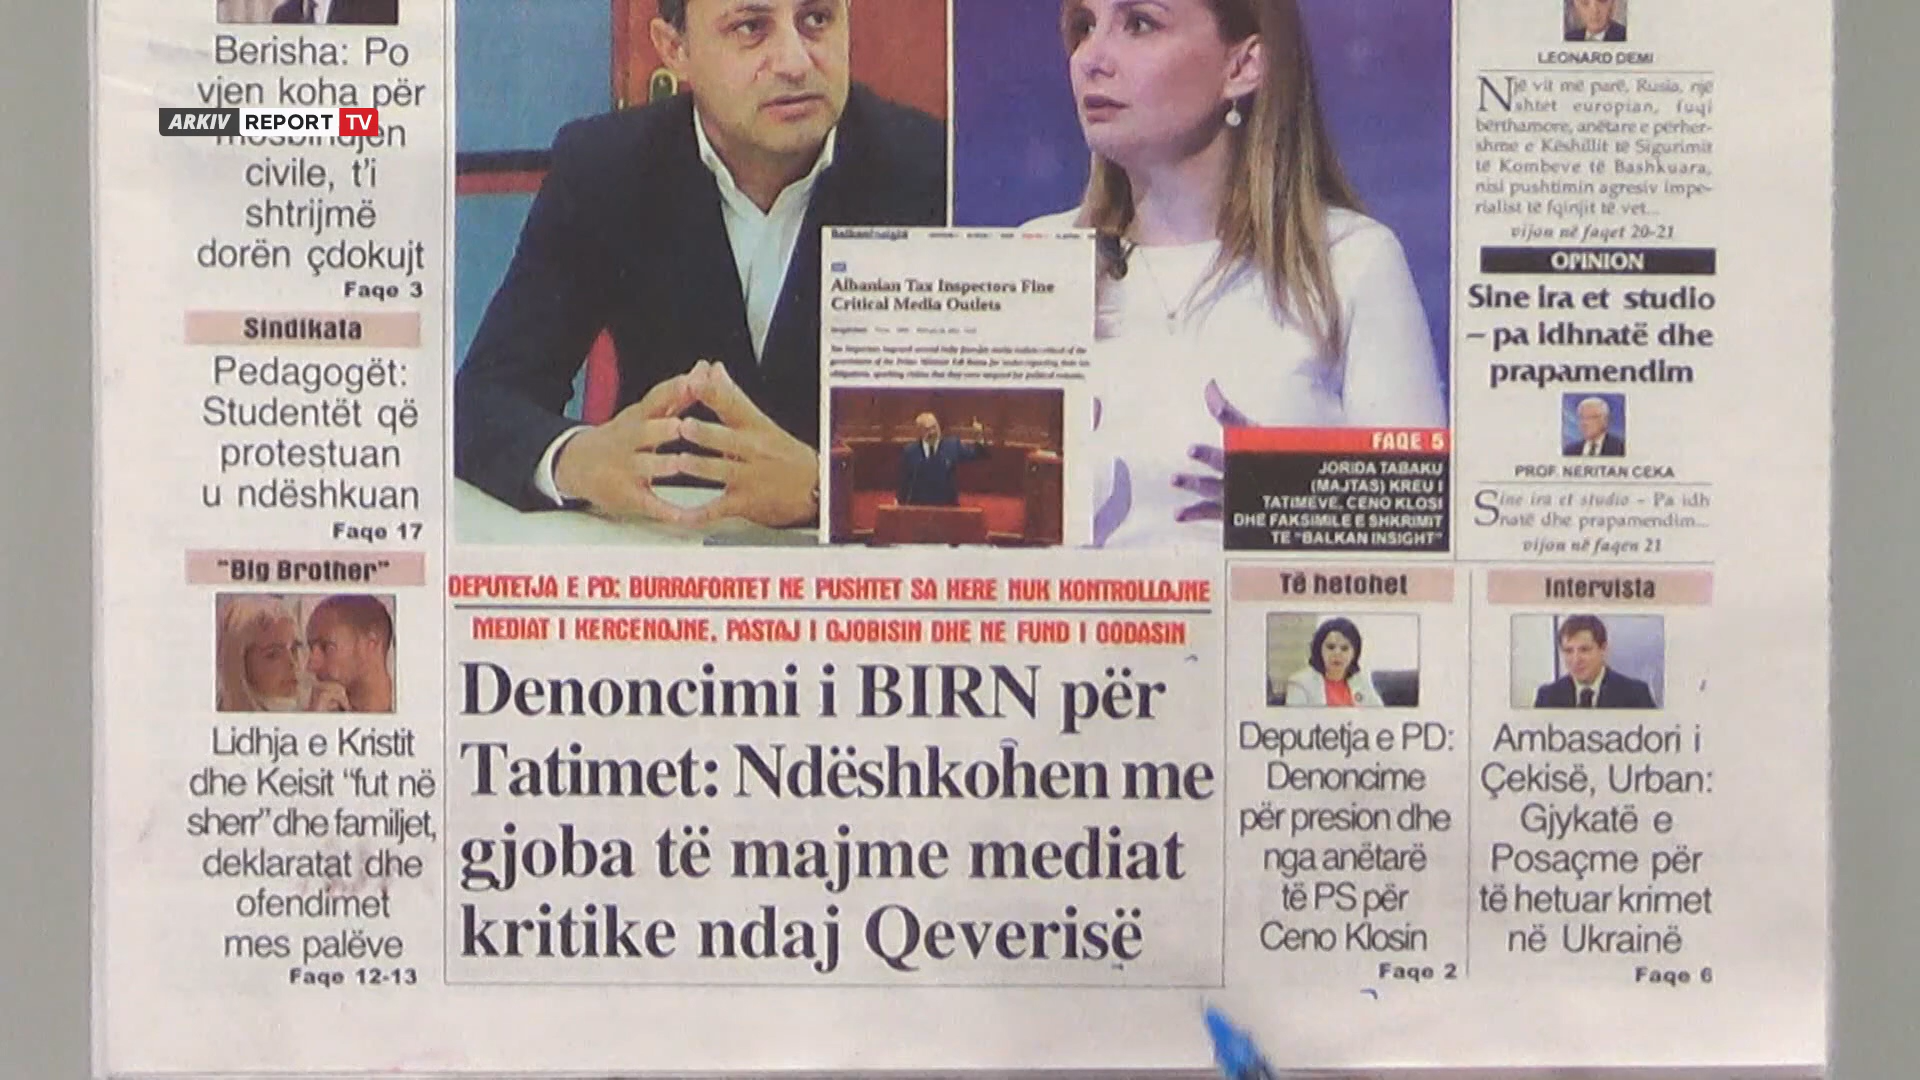 Berisha: Po
vjen koha për
mosbindjen
civile, t'i
shtrijmë
dorën çdokujt
Faqe 3
ARKIV REPORT TV
Sindikata
Pedagogët:
Studentët që
protestuan
u ndëshkuan
Faqe 17
"Big Brother"
Lidhja e Kristit
dhe Keisit "fut në
sherr" dhe familjet,
deklaratat dhe
ofendimet
mes palëve
Faqe 12-13
BalkanInsight
Albanian Tax Inspectors Fine
Critical Media Outlets
FAQE 5
JORIDA TABAKU
(MAJTAS) KREU I
TATIMEVE, CENO KLOSI
DHE FAKSIMILE E SHKRIMIT
TE "BALKAN INSIGHT"
DEPUTETJA E PD: BURRAFORTET NE PUSHTET SA HERE NUK KONTROLLOJNE
MEDIAT I KERCENOJNE, PASTAJ I GJOBISIN DHE NE FUND I GODASIN
Denoncimi i BIRN për
Tatimet: Ndëshkohen me
gjoba të majme mediat
kritike ndaj Qeverisë
LEONARD DEMI
Një vit më parë, Rusia, një
shtet europian, fuqi
bërthamore, anëtare e përher-
shme e Këshillit të Sigurimit
të Kombeve të Bashkuara,
nisi pushtimin agresiv impe-
rialist të fqinjit të vet...
vijon në faqet 20-21
OPINION
Sine ira et studio
– pa idhnatë dhe
prapamendim
PROF. NERITAN CEKA
Sine ira et studio – Pa idh
natë dhe prapamendim...
vijon në faqen 21
Të hetohet
Deputetja e PD:
Denoncime
për presion dhe
nga anëtarë
të PS për
Ceno Klosin
Faqe 2
Intervista
Ambasadori i
Çekisë, Urban:
Gjykatë e
Posaçme për
të hetuar krimet
në Ukrainë
Faqe 6